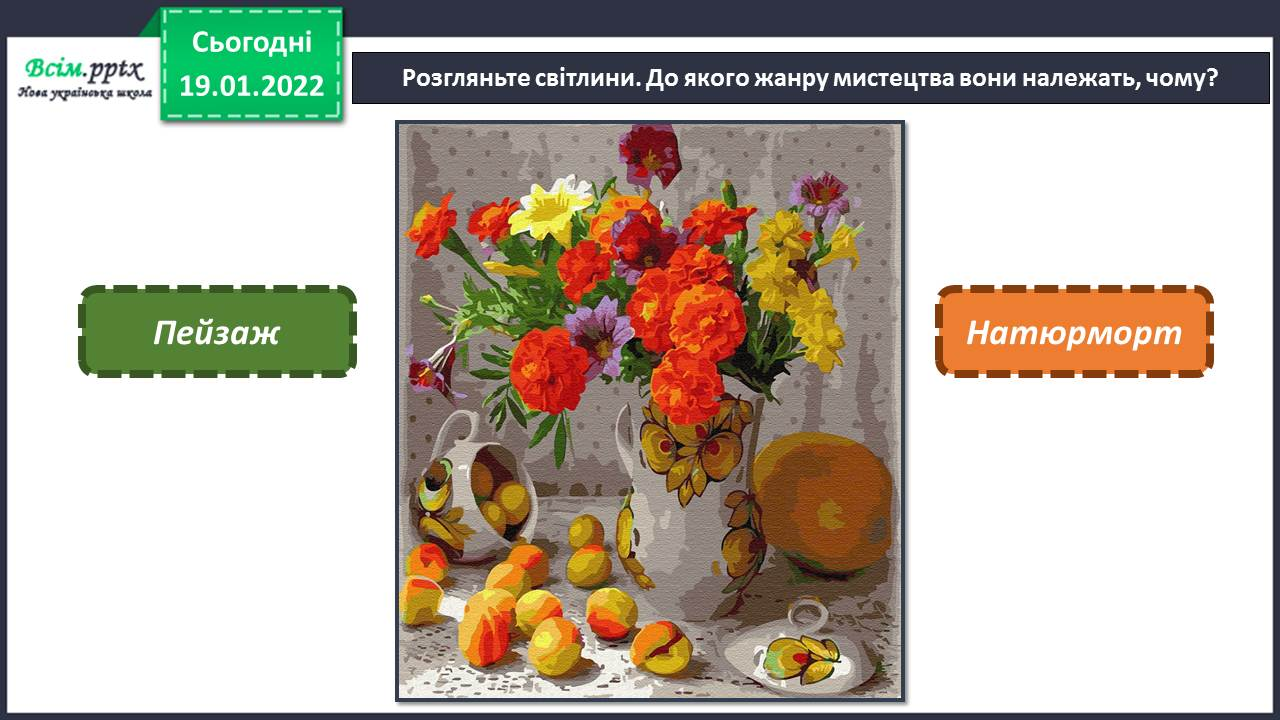 Сьогодні
19.01.2022
Всім.pptx
Нова українська школа
Розгляньте світлини. До якого жанру мистецтва вони належать, чому?
Пейзаж
Натюрморт